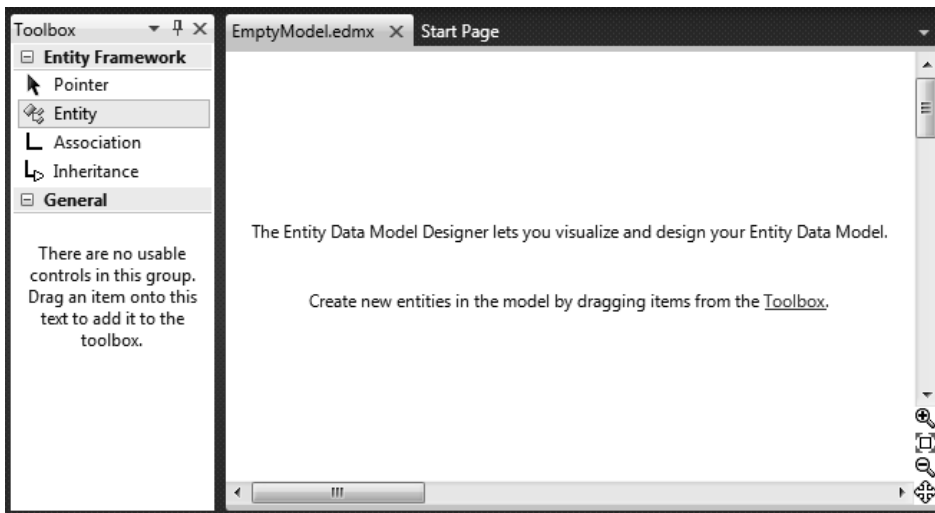 Toolbox
Entity Framework
Pointer
Entity
Association
Inheritance
General
There are no usable
controls in this group.
Drag an item onto this
text to add it to the
toolbox.
EmptyModel.edmx
Start Page
The Entity Data Model Designer lets you visualize and design your Entity Data Model.
Create new entities in the model by dragging items from the Toolbox.